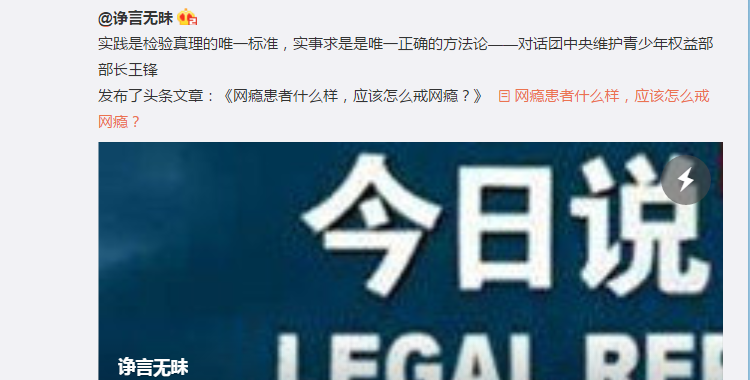 @诤言无昧
实践是检验真理的唯一标准，实事求是是唯一正确的方法论——对话团中央维护青少年权益部
部长王锋
发布了头条文章：《网瘾患者什么样，应该怎么戒网瘾？》 网瘾患者什么样，应该怎么戒
网瘾？
今日说
LEGAL REP
诤言无昧